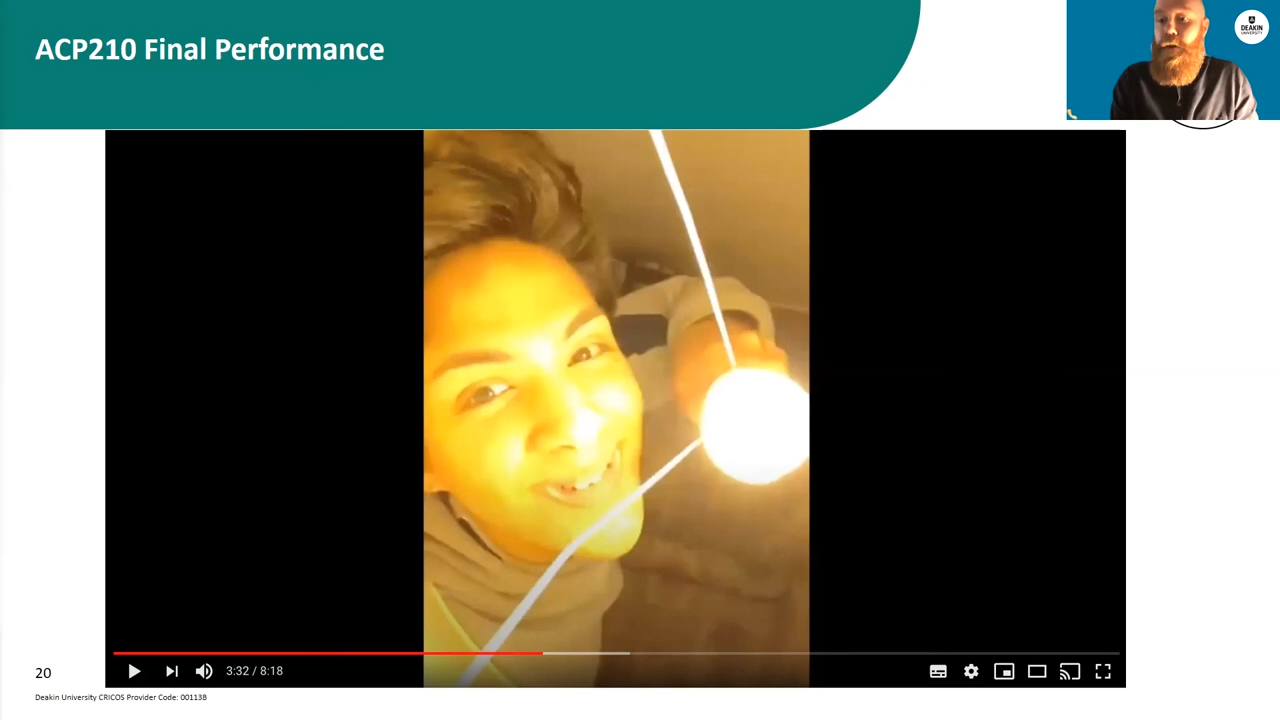 ACP210 Final Performance
DEAKIN
UNIVERSITY
3:32 / 8:18
20
Deakin University CRICOS Provider Code: 00113B